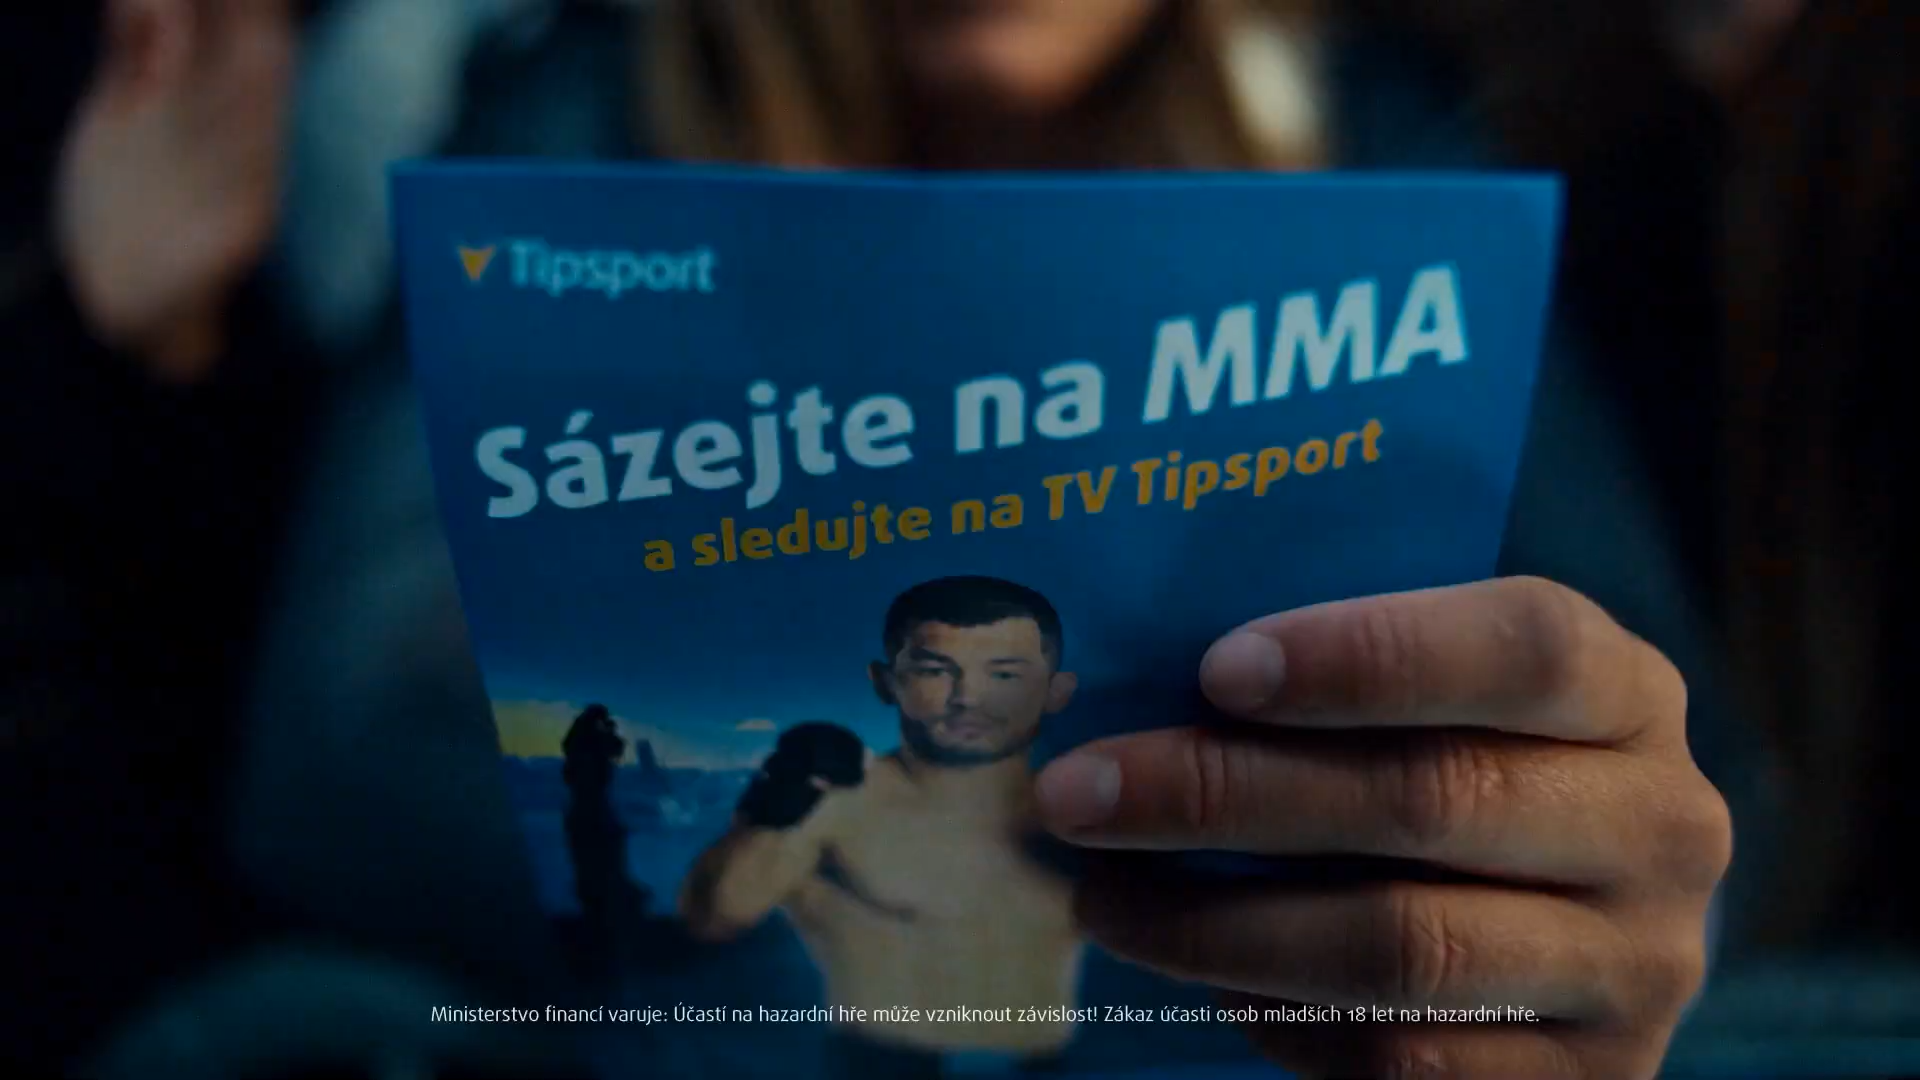 Tipsport
Sázejte na MMA
a sledujte na TV Tipsport
Ministerstvo financí varuje: Účastí na hazardní hře může vzniknout závislost! Zákaz účasti osob mladších 18 let na hazardní hře.